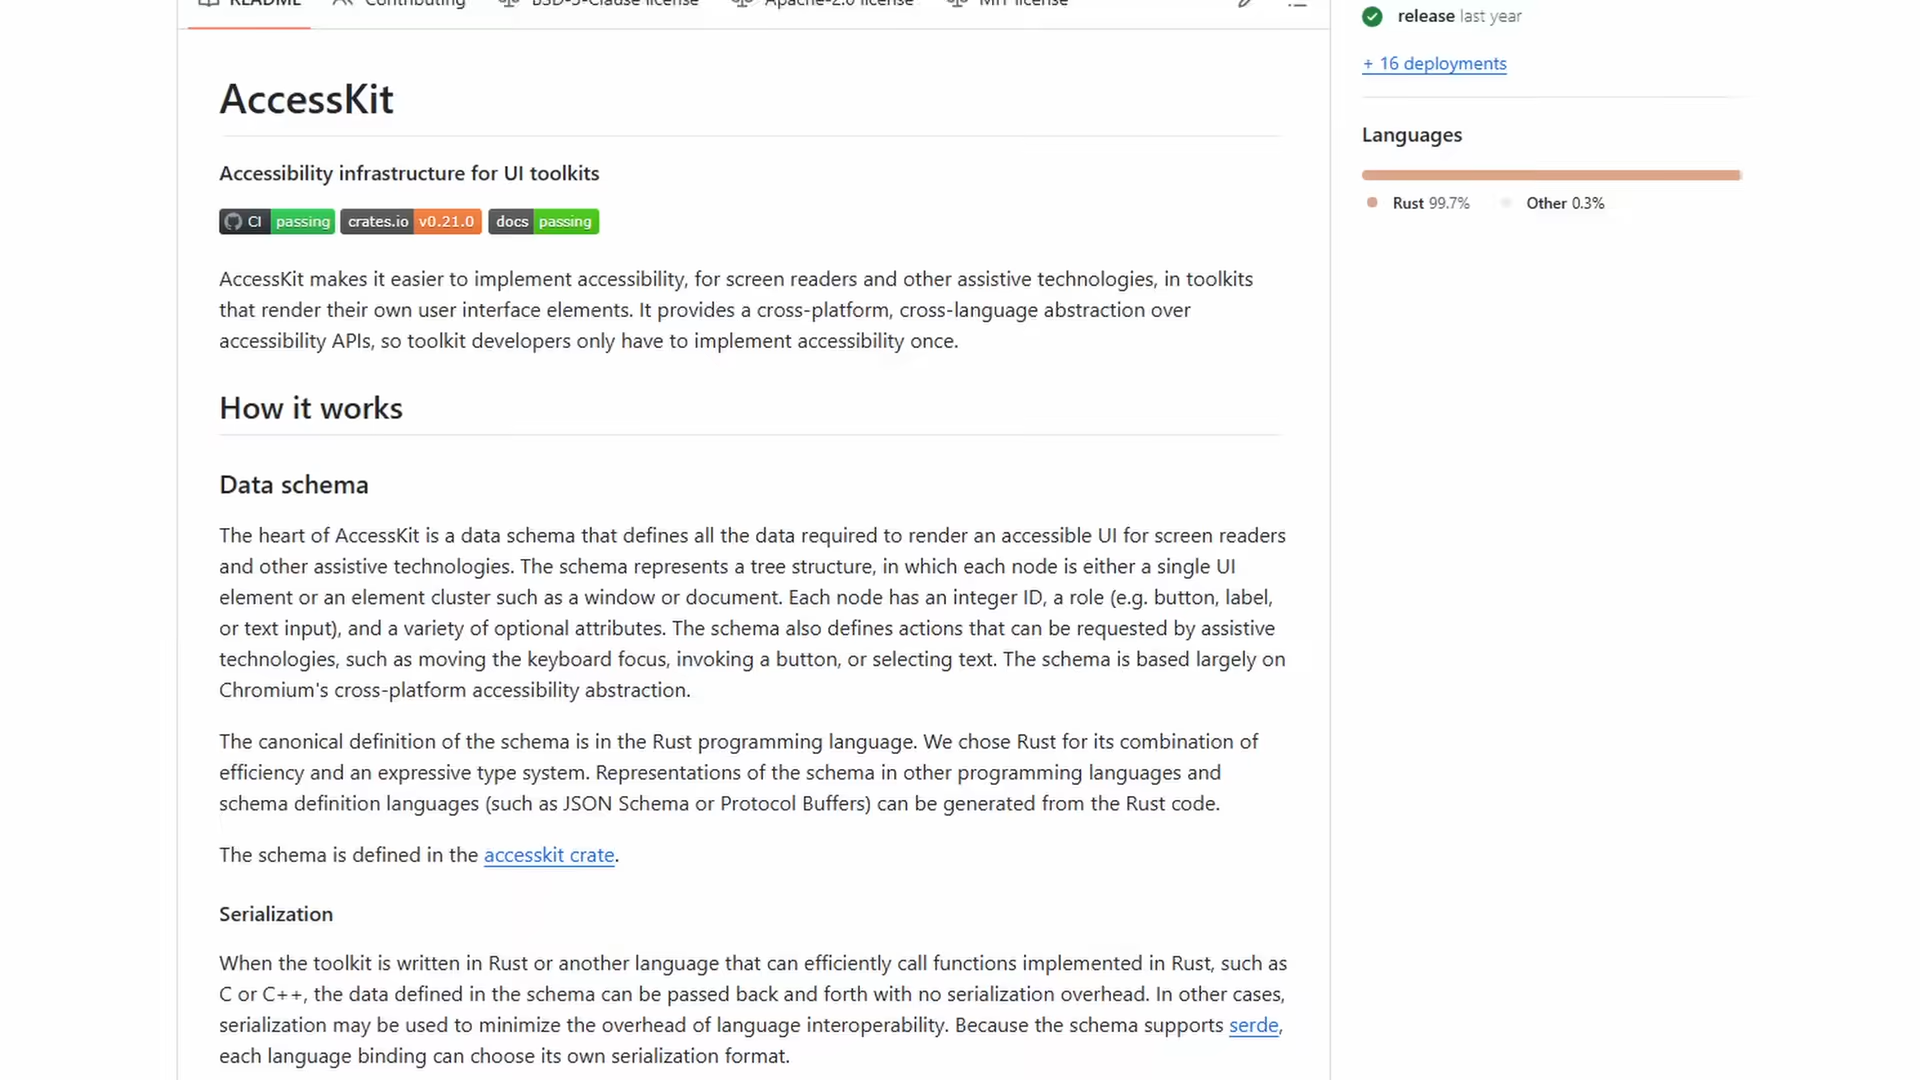 README Contributing BSD-3-Clause license Apache-2.0 license MIT license
AccessKit
Accessibility infrastructure for UI toolkits
CI passing crates.io v0.21.0 docs passing
AccessKit makes it easier to implement accessibility, for screen readers and other assistive technologies, in toolkits
that render their own user interface elements. It provides a cross-platform, cross-language abstraction over
accessibility APIs, so toolkit developers only have to implement accessibility once.
How it works
Data schema
The heart of AccessKit is a data schema that defines all the data required to render an accessible UI for screen readers
and other assistive technologies. The schema represents a tree structure, in which each node is either a single UI
element or an element cluster such as a window or document. Each node has an integer ID, a role (e.g. button, label,
or text input), and a variety of optional attributes. The schema also defines actions that can be requested by assistive
technologies, such as moving the keyboard focus, invoking a button, or selecting text. The schema is based largely on
Chromium's cross-platform accessibility abstraction.
The canonical definition of the schema is in the Rust programming language. We chose Rust for its combination of
efficiency and an expressive type system. Representations of the schema in other programming languages and
schema definition languages (such as JSON Schema or Protocol Buffers) can be generated from the Rust code.
The schema is defined in the accesskit crate.
Serialization
When the toolkit is written in Rust or another language that can efficiently call functions implemented in Rust, such as
C or C++, the data defined in the schema can be passed back and forth with no serialization overhead. In other cases,
serialization may be used to minimize the overhead of language interoperability. Because the schema supports serde,
each language binding can choose its own serialization format.
release last year
+ 16 deployments
Languages
Rust 99.7% Other 0.3%